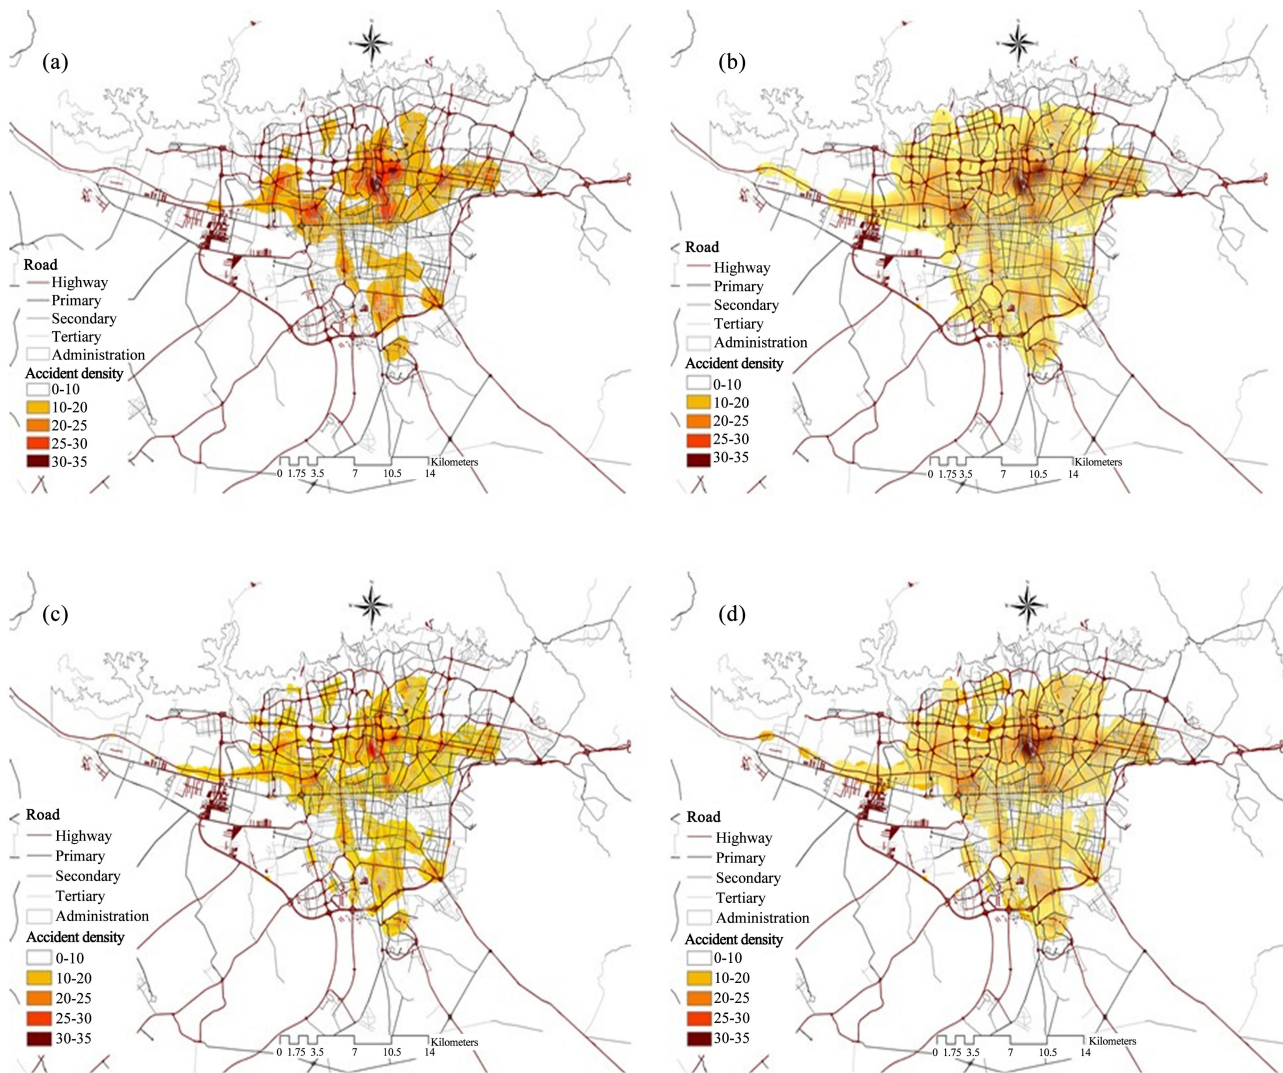 (a)
Road
Highway
Primary
Secondary
Tertiary
Administration
Accident density
0-10
10-20
20-25
25-30
30-35
0 1.75 3.5 7 10.5 14
Kilometers
(b)
Road
Highway
Primary
Secondary
Tertiary
Administration
Accident density
0-10
10-20
20-25
25-30
30-35
0 1.75 3.5 7 10.5 14
Kilometers
(c)
Road
Highway
Primary
Secondary
Tertiary
Administration
Accident density
0-10
10-20
20-25
25-30
30-35
0 1.75 3.5 7 10.5 14
Kilometers
(d)
Road
Highway
Primary
Secondary
Tertiary
Administration
Accident density
0-10
10-20
20-25
25-30
30-35
0 1.75 3.5 7 10.5 14
Kilometers